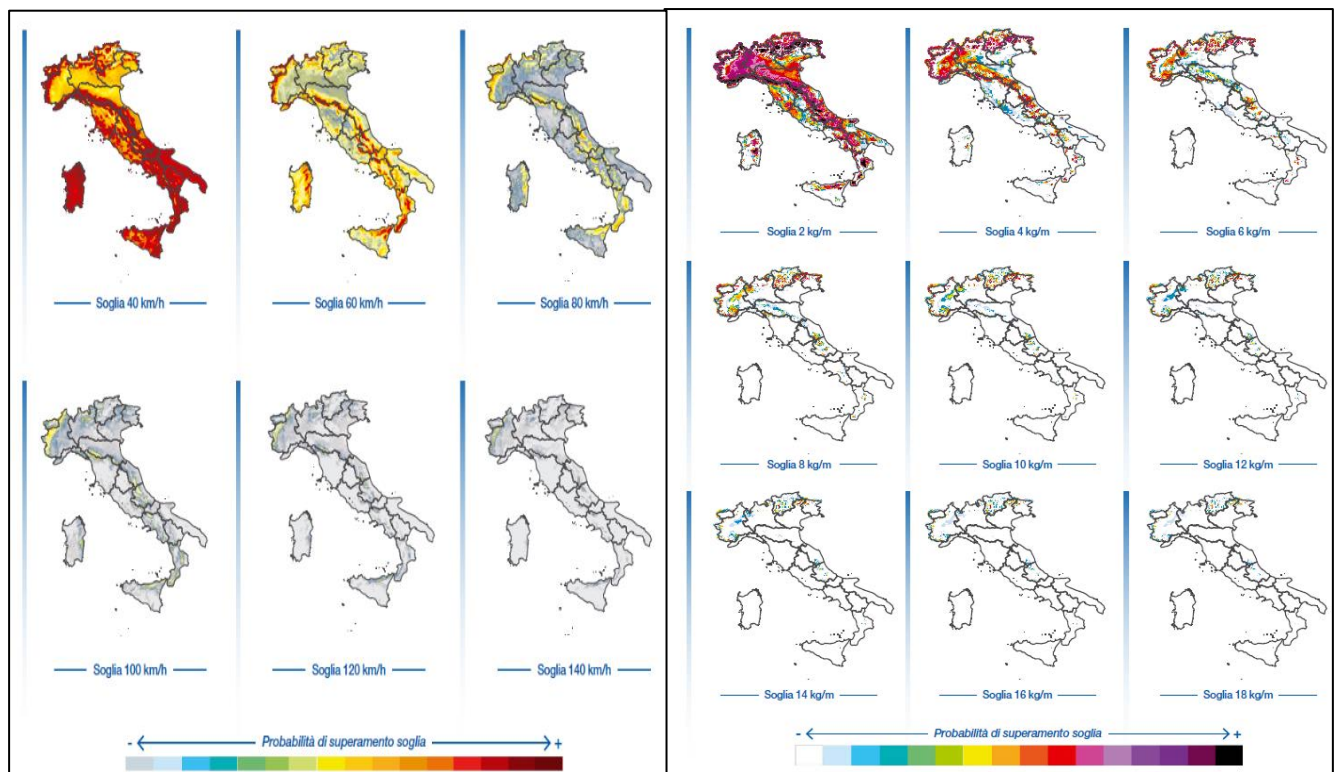 Soglia 40 km/h
Soglia 60 km/h
Soglia 80 km/h
Soglia 100 km/h
Soglia 120 km/h
Soglia 140 km/h
- Probabilità di superamento soglia +
Soglia 2 kg/m
Soglia 4 kg/m
Soglia 6 kg/m
Soglia 8 kg/m
Soglia 10 kg/m
Soglia 12 kg/m
Soglia 14 kg/m
Soglia 16 kg/m
Soglia 18 kg/m
- Probabilità di superamento soglia +